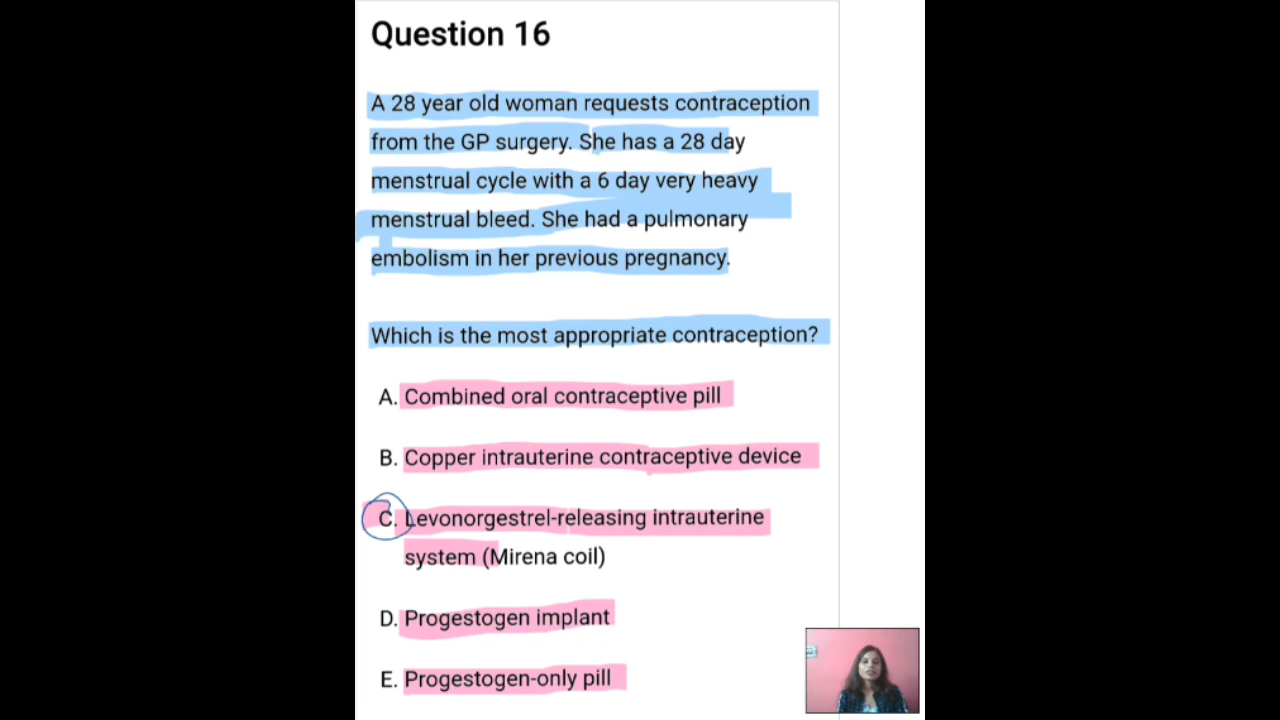 Question 16
A 28 year old woman requests contraception
from the GP surgery. She has a 28 day
menstrual cycle with a 6 day very heavy
menstrual bleed. She had a pulmonary
embolism in her previous pregnancy.
Which is the most appropriate contraception?
A. Combined oral contraceptive pill
B. Copper intrauterine contraceptive device
C. Levonorgestrel-releasing intrauterine
system (Mirena coil)
D. Progestogen implant
E. Progestogen-only pill